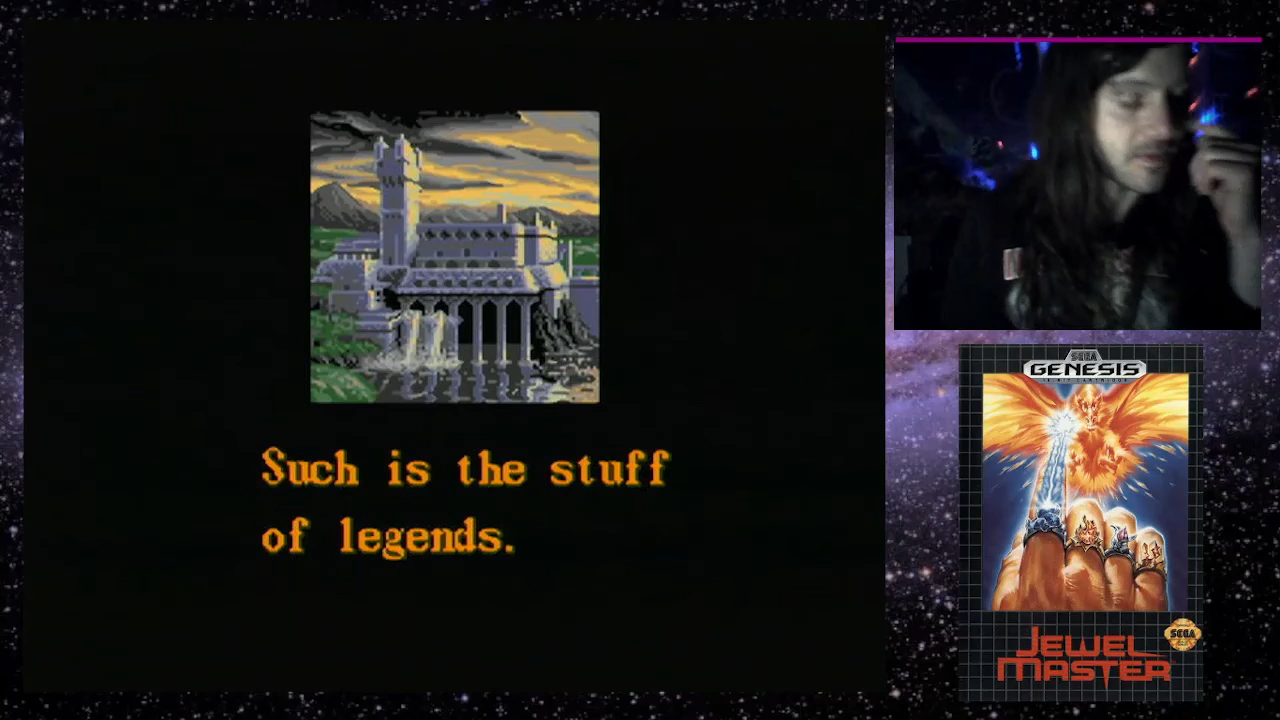 Such is the stuff
of legends.
SEGA
GENESIS
SEGA
JEWEL
MASTER